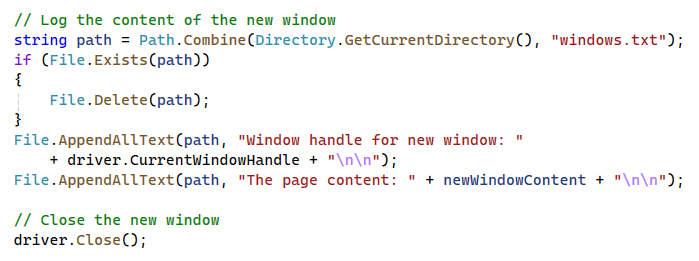 // Log the content of the new window
string path = Path.Combine(Directory.GetCurrentDirectory(), "windows.txt");
if (File.Exists(path))
{
    File.Delete(path);
}
File.AppendAllText(path, "Window handle for new window: "
    + driver.CurrentWindowHandle + "\n\n");
File.AppendAllText(path, "The page content: " + newWindowContent + "\n\n");

// Close the new window
driver.Close();